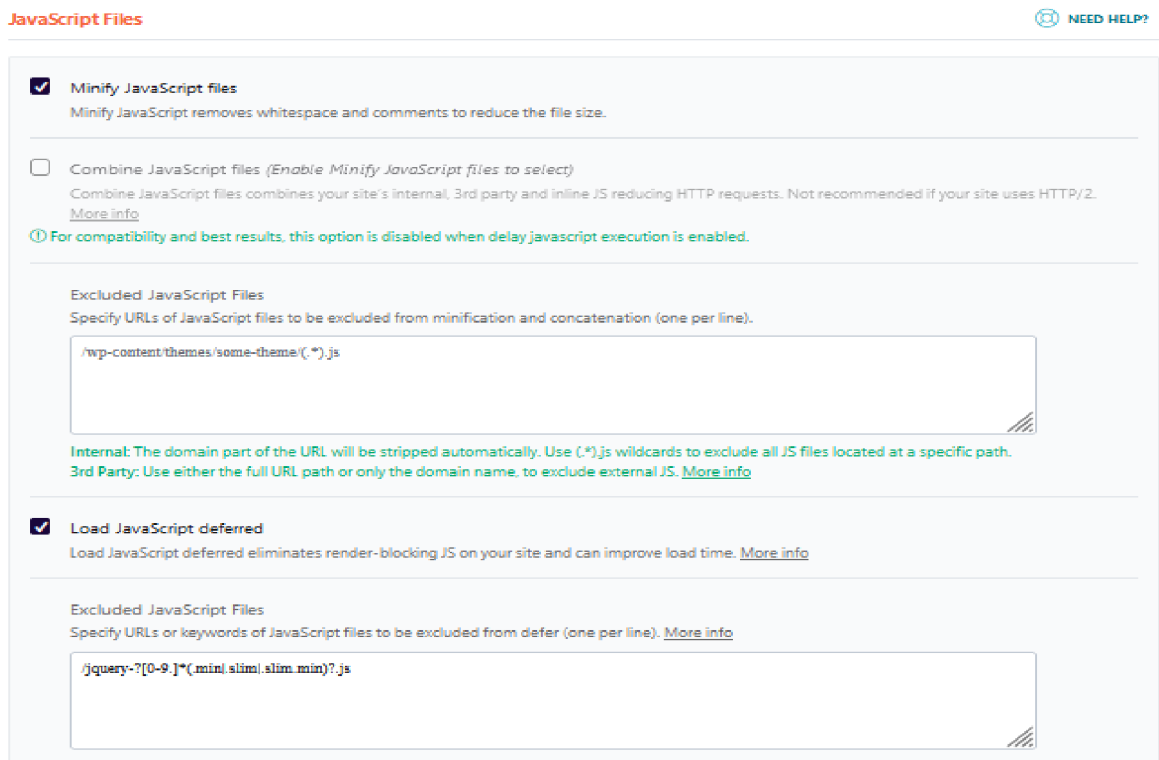 JavaScript Files
NEED HELP?
Minify JavaScript files
Minify JavaScript removes whitespace and comments to reduce the file size.
Combine JavaScript files (Enable Minify JavaScript files to select)
Combine JavaScript files combines your site's internal, 3rd party and inline JS reducing HTTP requests. Not recommended if your site uses HTTP/2.
More info
For compatibility and best results, this option is disabled when delay javascript execution is enabled.
Excluded JavaScript Files
Specify URLs of JavaScript files to be excluded from minification and concatenation (one per line).
/wp-content/themes/some-theme/(.*).js
Internal: The domain part of the URL will be stripped automatically. Use (.*).js wildcards to exclude all JS files located at a specific path.
3rd Party: Use either the full URL path or only the domain name, to exclude external JS. More info
Load JavaScript deferred
Load JavaScript deferred eliminates render-blocking JS on your site and can improve load time. More info
Excluded JavaScript Files
Specify URLs or keywords of JavaScript files to be excluded from defer (one per line). More info
/jquery-?[0-9.]*(.min|.slim|.slim.min)?.js